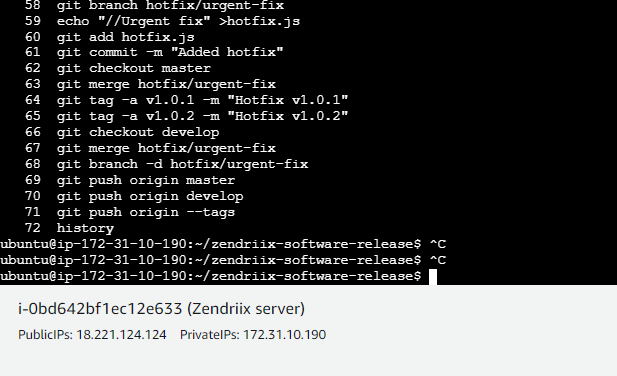 58  git branch hotfix/urgent-fix
59  echo "//Urgent fix" >hotfix.js
60  git add hotfix.js
61  git commit -m "Added hotfix"
62  git checkout master
63  git merge hotfix/urgent-fix
64  git tag -a v1.0.1 -m "Hotfix v1.0.1"
65  git tag -a v1.0.2 -m "Hotfix v1.0.2"
66  git checkout develop
67  git merge hotfix/urgent-fix
68  git branch -d hotfix/urgent-fix
69  git push origin master
70  git push origin develop
71  git push origin --tags
72  history
ubuntu@ip-172-31-10-190:~/zendriix-software-release$ ^C
ubuntu@ip-172-31-10-190:~/zendriix-software-release$ ^C
ubuntu@ip-172-31-10-190:~/zendriix-software-release$
i-0bd642bf1ec12e633 (Zendriix server)
PublicIPs: 18.221.124.124 PrivateIPs: 172.31.10.190